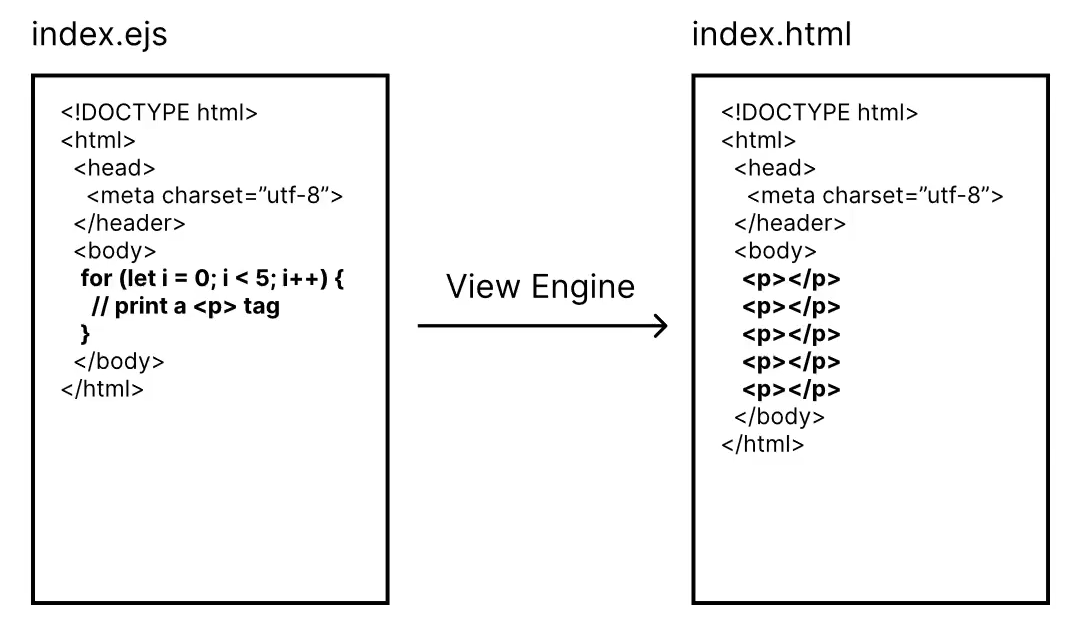 index.ejs
<!DOCTYPE html>
<html>
<head>
<meta charset=”utf-8”>
</header>
<body>
for (let i = 0; i < 5; i++) {
// print a <p> tag
}
</body>
</html>
View Engine
index.html
<!DOCTYPE html>
<html>
<head>
<meta charset=”utf-8”>
</header>
<body>
<p></p>
<p></p>
<p></p>
<p></p>
<p></p>
</body>
</html>